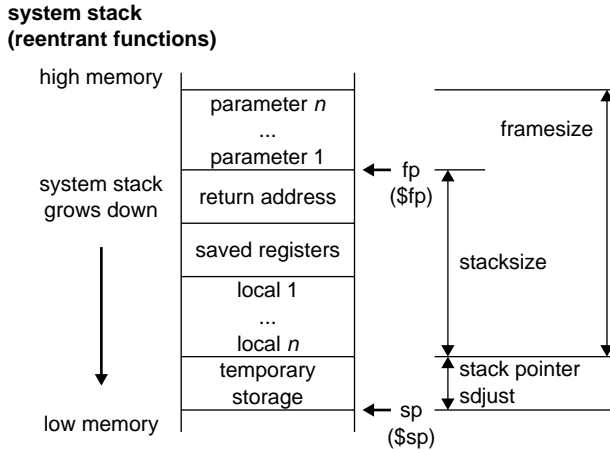 system stack
(reentrant functions)
high memory
parameter n
...
parameter 1
framesize
fp
($fp)
system stack
grows down
return address
saved registers
stacksize
local 1
...
local n
temporary
storage
stack pointer
sdjust
low memory
sp
($sp)